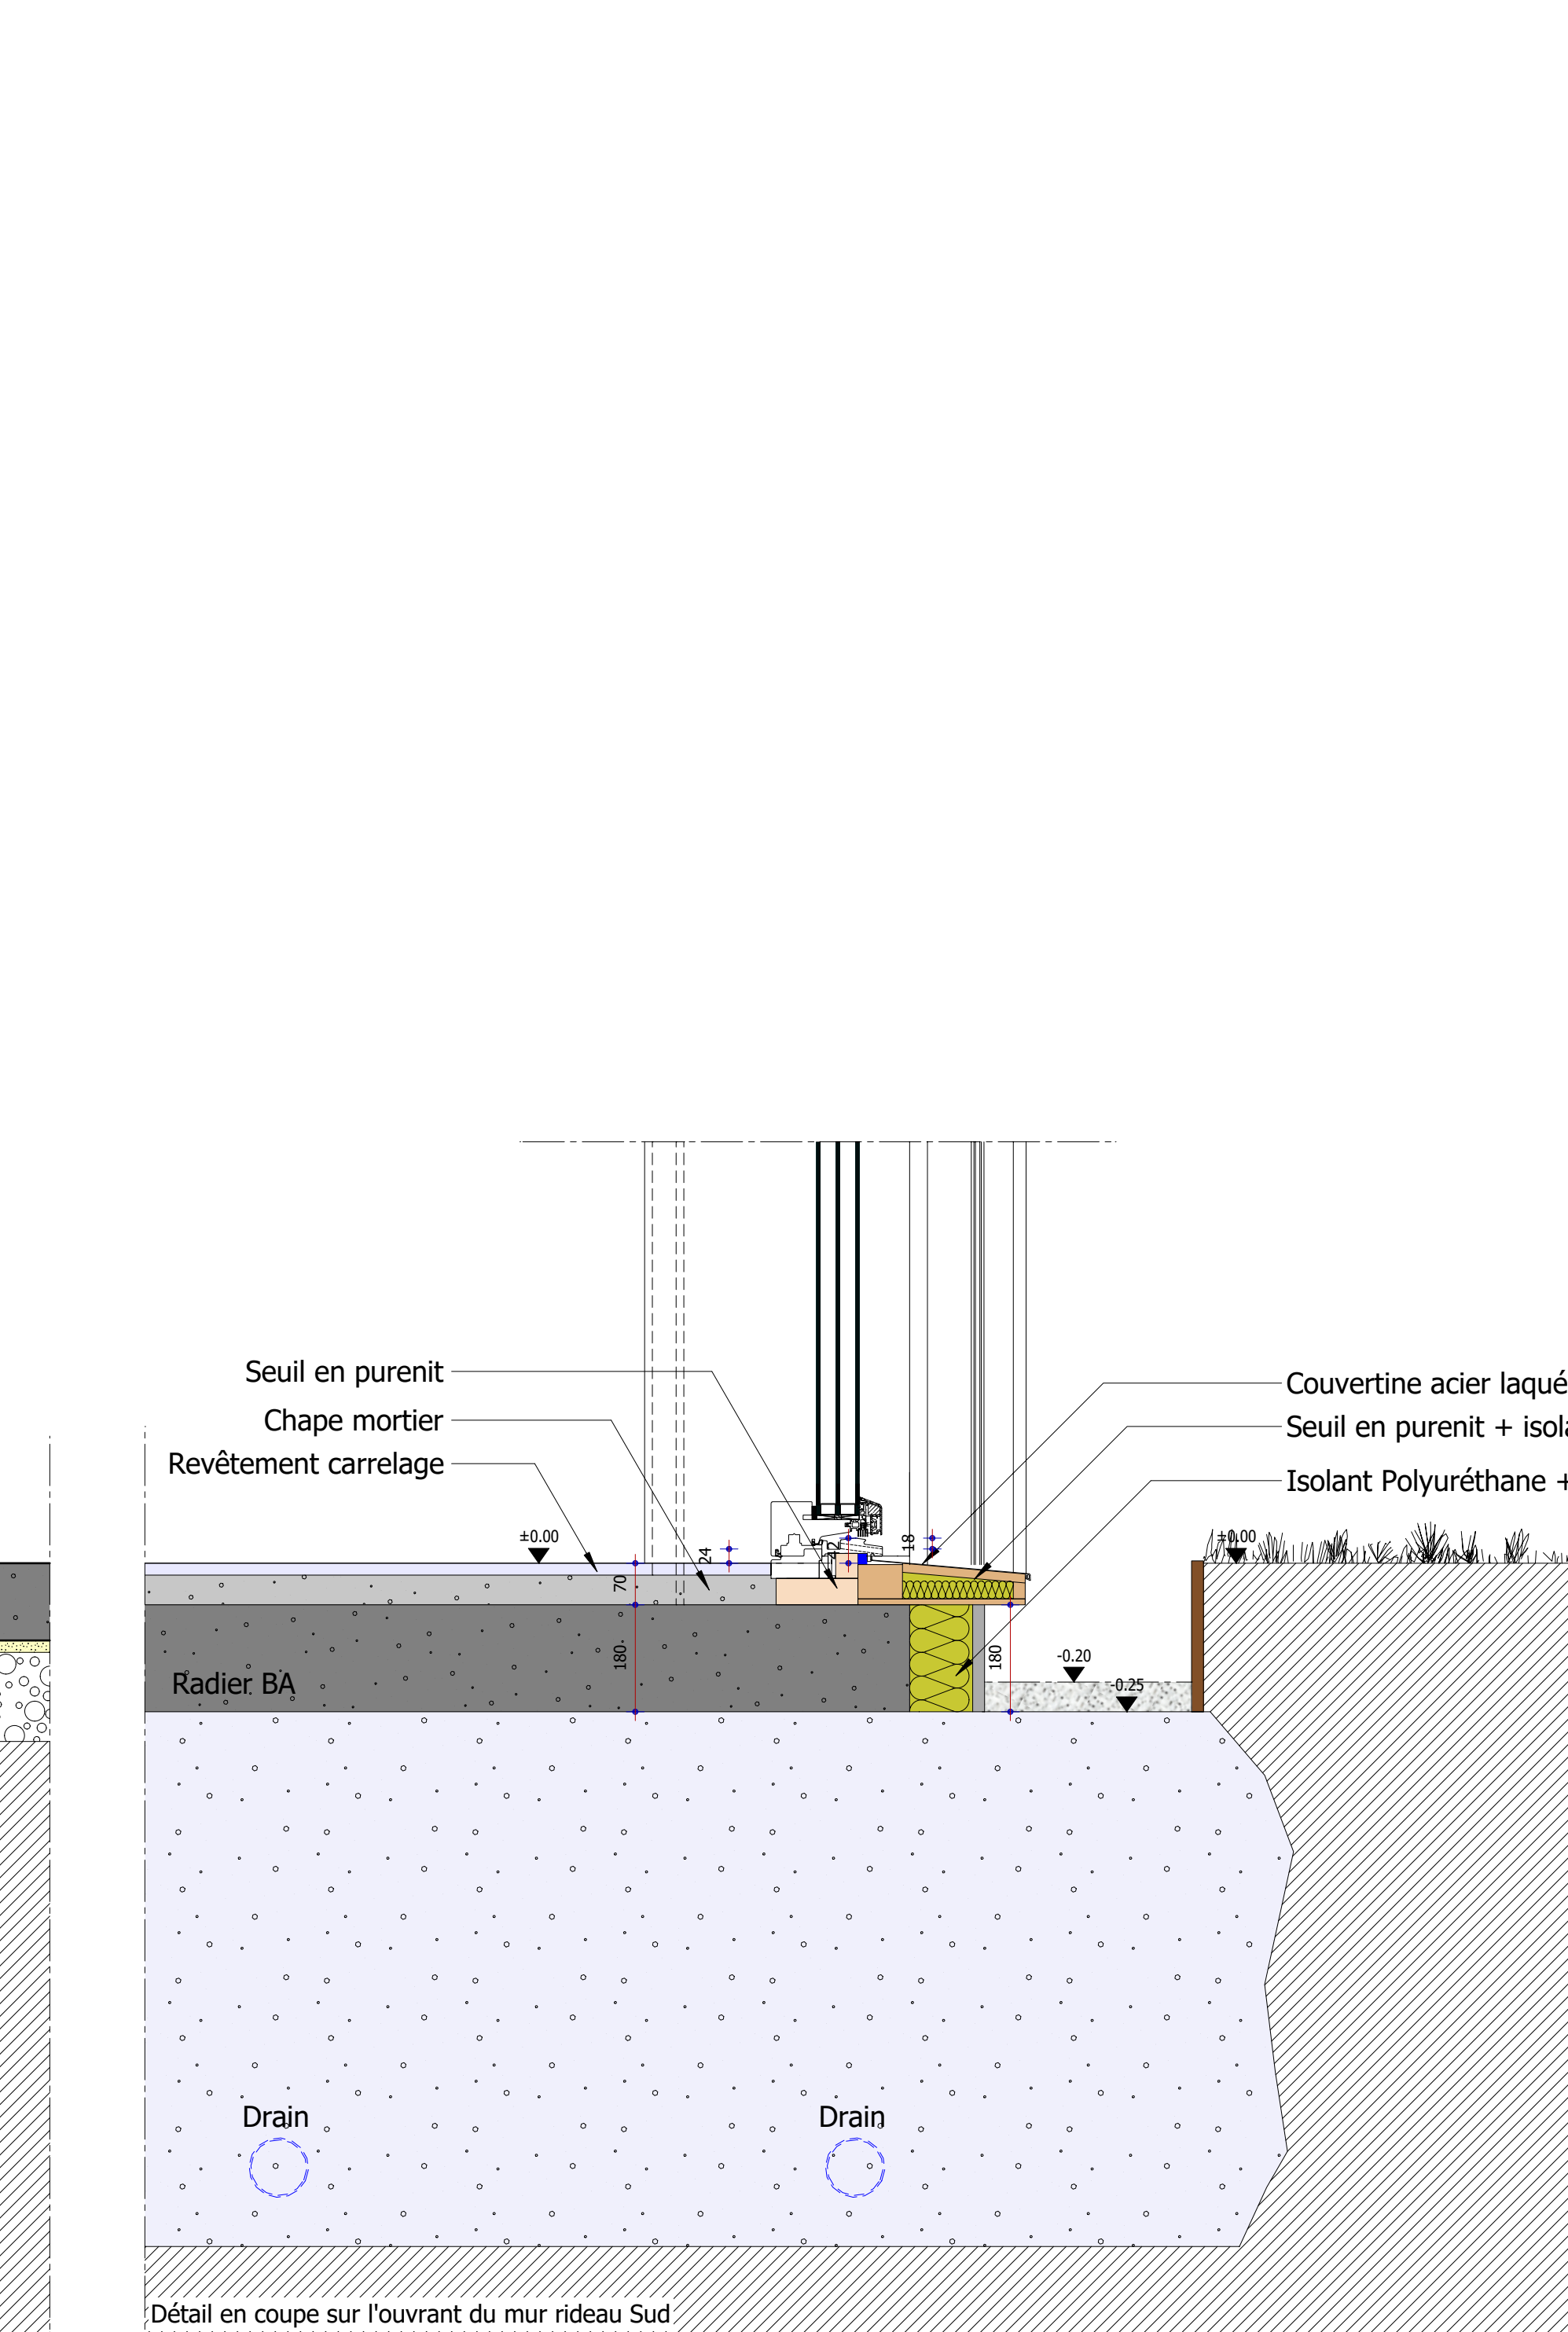 Seuil en purenit
Couvertine acier laqué
Chape mortier
Seuil en purenit + isola
Revêtement carrelage
Isolant Polyuréthane +
±0.00
24
18
±0.00
70
180
180
-0.20
-0.25
Radier BA
Drain
Drain
Détail en coupe sur l'ouvrant du mur rideau Sud